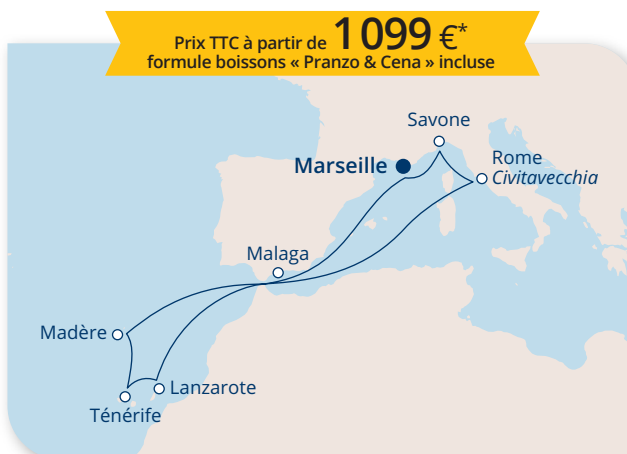 Prix TTC à partir de 1 099 €*
formule boissons « Pranzo & Cena » incluse
Savone
Marseille
Rome
Civitavecchia
Malaga
Madère
Lanzarote
Ténérife